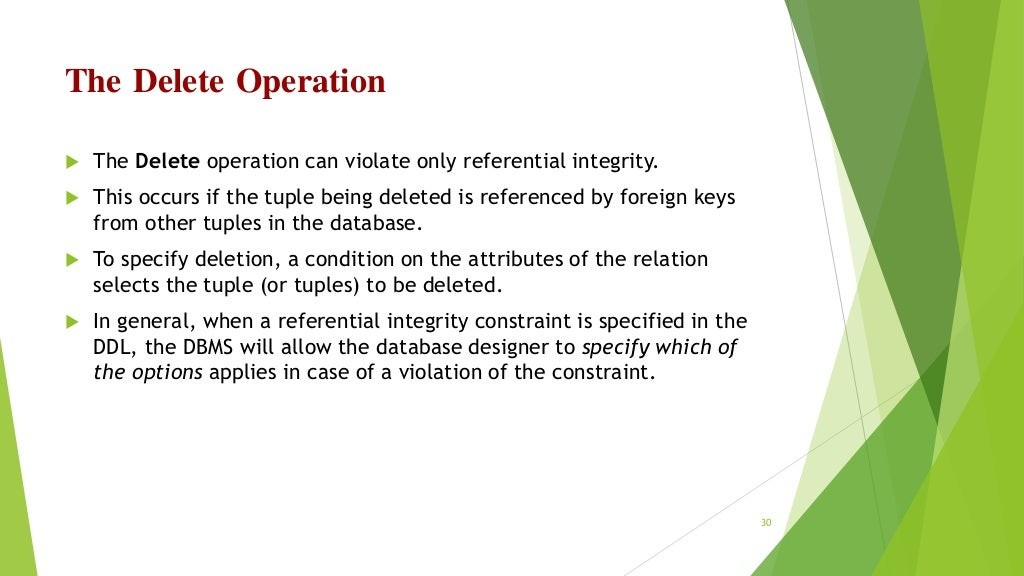 The Delete Operation
The Delete operation can violate only referential integrity.
This occurs if the tuple being deleted is referenced by foreign keys
from other tuples in the database.
To specify deletion, a condition on the attributes of the relation
selects the tuple (or tuples) to be deleted.
In general, when a referential integrity constraint is specified in the
DDL, the DBMS will allow the database designer to specify which of
the options applies in case of a violation of the constraint.
30